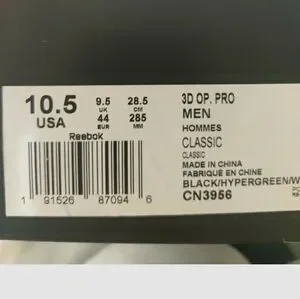 10.5
USA
9.5
UK
44
EUR
28.5
CM
285
MM
Reebok
1 91526 87094 6
3D OP. PRO
MEN
HOMMES
CLASSIC
CLASSIC
MADE IN CHINA
FABRIQUÉ EN CHINE
BLACK/HYPERGREEN/W
CN3956